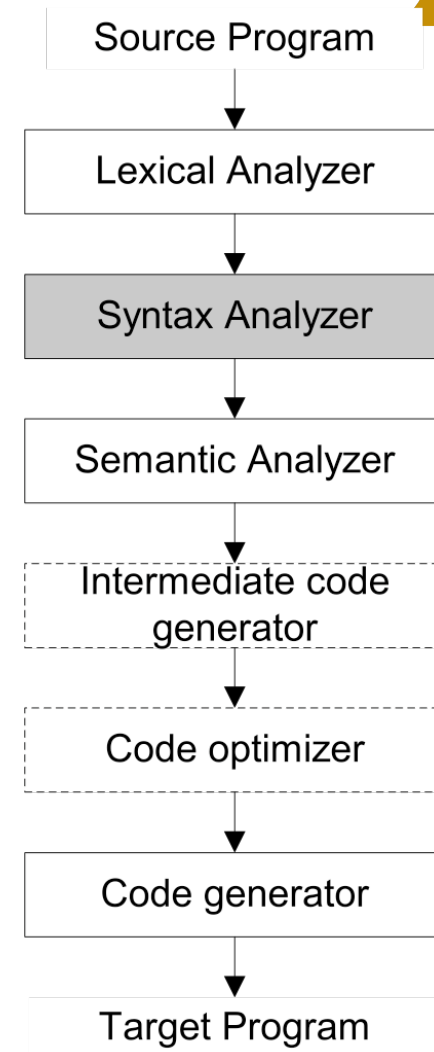 Source Program
Lexical Analyzer
Syntax Analyzer
Semantic Analyzer
Intermediate code
generator
Code optimizer
Code generator
Target Program